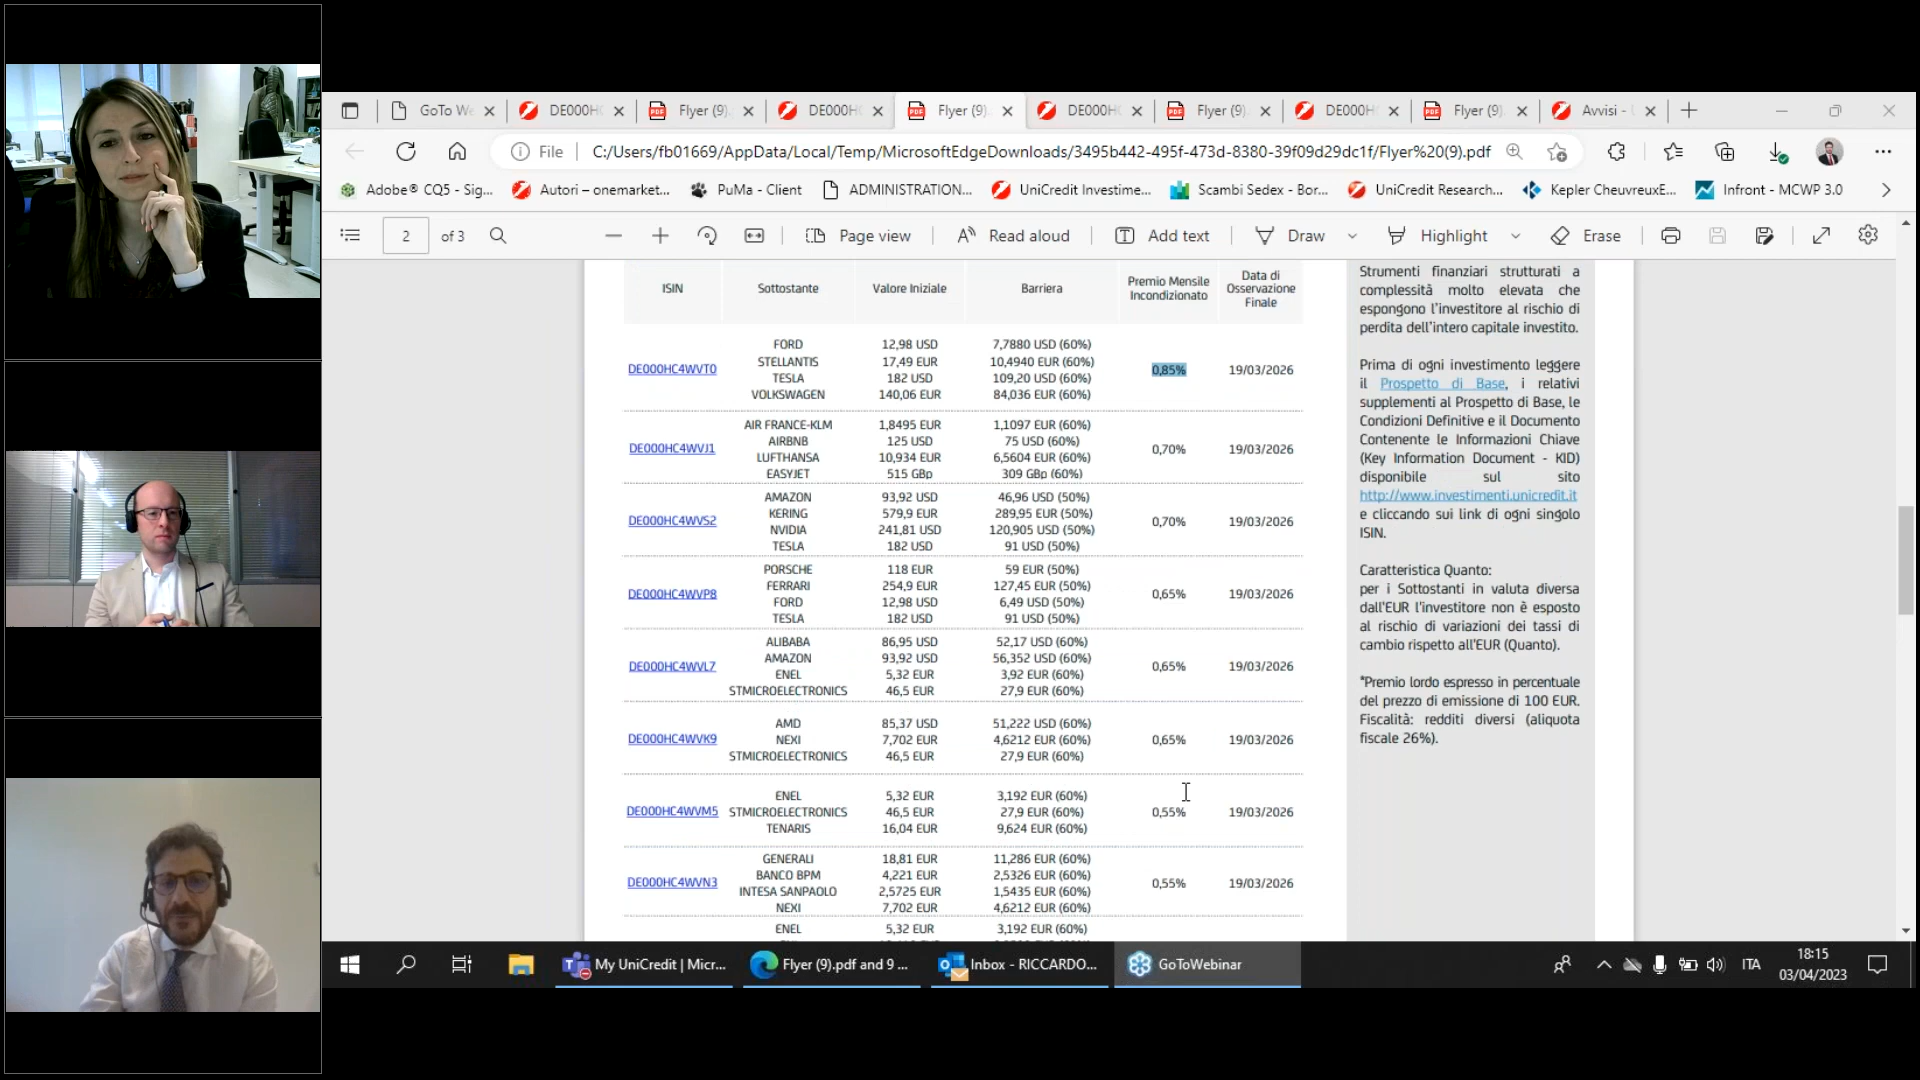 GoTo We
DE000H
Flyer (9).
DE000H
Flyer (9).
DE000H
Flyer (9).
DE000H
Flyer (9).
Avvisi -
File
C:/Users/fb01669/AppData/Local/Temp/MicrosoftEdgeDownloads/3495b442-495f-473d-8380-39f09d29dc1f/Flyer%20(9).pdf
Adobe® CQ5 - Sig...
Autori – onemarket...
PuMa - Client
ADMINISTRATION...
UniCredit Investime...
Scambi Sedex - Bor...
UniCredit Research...
Kepler CheuvreuxE...
Infront - MCWP 3.0
2 of 3
Page view
Read aloud
Add text
Draw
Highlight
Erase
ISIN Sottostante Valore Iniziale Barriera Premio Mensile Incondizionato Data di Osservazione Finale
FORD 12,98 USD 7,7880 USD (60%)
DE000HC4WVT0 STELLANTIS 17,49 EUR 10,4940 EUR (60%) 0,85% 19/03/2026
TESLA 182 USD 109,20 USD (60%)
VOLKSWAGEN 140,06 EUR 84,036 EUR (60%)
AIR FRANCE-KLM 1,8495 EUR 1,1097 EUR (60%)
DE000HC4WVJ1 AIRBNB 125 USD 75 USD (60%) 0,70% 19/03/2026
LUFTHANSA 10,934 EUR 6,5604 EUR (60%)
EASYJET 515 GBp 309 GBp (60%)
AMAZON 93,92 USD 46,96 USD (50%)
DE000HC4WVS2 KERING 579,9 EUR 289,95 EUR (50%) 0,70% 19/03/2026
NVIDIA 241,81 USD 120,905 USD (50%)
TESLA 182 USD 91 USD (50%)
PORSCHE 118 EUR 59 EUR (50%)
DE000HC4WVP8 FERRARI 254,9 EUR 127,45 EUR (50%) 0,65% 19/03/2026
FORD 12,98 USD 6,49 USD (50%)
TESLA 182 USD 91 USD (50%)
ALIBABA 86,95 USD 52,17 USD (60%)
DE000HC4WVL7 AMAZON 93,92 USD 56,352 USD (60%) 0,65% 19/03/2026
ENEL 5,32 EUR 3,92 EUR (60%)
STMICROELECTRONICS 46,5 EUR 27,9 EUR (60%)
AMD 85,37 USD 51,222 USD (60%)
DE000HC4WVK9 NEXI 7,702 EUR 4,6212 EUR (60%) 0,65% 19/03/2026
STMICROELECTRONICS 46,5 EUR 27,9 EUR (60%)
ENEL 5,32 EUR 3,192 EUR (60%)
DE000HC4WVM5 STMICROELECTRONICS 46,5 EUR 27,9 EUR (60%) 0,55% 19/03/2026
TENARIS 16,04 EUR 9,624 EUR (60%)
GENERALI 18,81 EUR 11,286 EUR (60%)
DE000HC4WVN3 BANCO BPM 4,221 EUR 2,5326 EUR (60%) 0,55% 19/03/2026
INTESA SANPAOLO 2,5725 EUR 1,5435 EUR (60%)
NEXI 7,702 EUR 4,6212 EUR (60%)
ENEL 5,32 EUR 3,192 EUR (60%)
Strumenti finanziari strutturati a
complessità molto elevata che
espongono l'investitore al rischio di
perdita dell'intero capitale investito.
Prima di ogni investimento leggere
il Prospetto di Base, i relativi
supplementi al Prospetto di Base, le
Condizioni Definitive e il Documento
Contenente le Informazioni Chiave
(Key Information Document - KID)
disponibile sul sito
http://www.investimenti.unicredit.it
e cliccando sui link di ogni singolo
ISIN.
Caratteristica Quanto:
per i Sottostanti in valuta diversa
dall'EUR l'investitore non è esposto
al rischio di variazioni dei tassi di
cambio rispetto all'EUR (Quanto).
*Premio lordo espresso in percentuale
del prezzo di emissione di 100 EUR.
Fiscalità: redditi diversi (aliquota
fiscale 26%).
My UniCredit | Micr...
Flyer (9).pdf and 9 ...
Inbox - RICCARDO...
GoToWebinar
ITA
18:15
03/04/2023